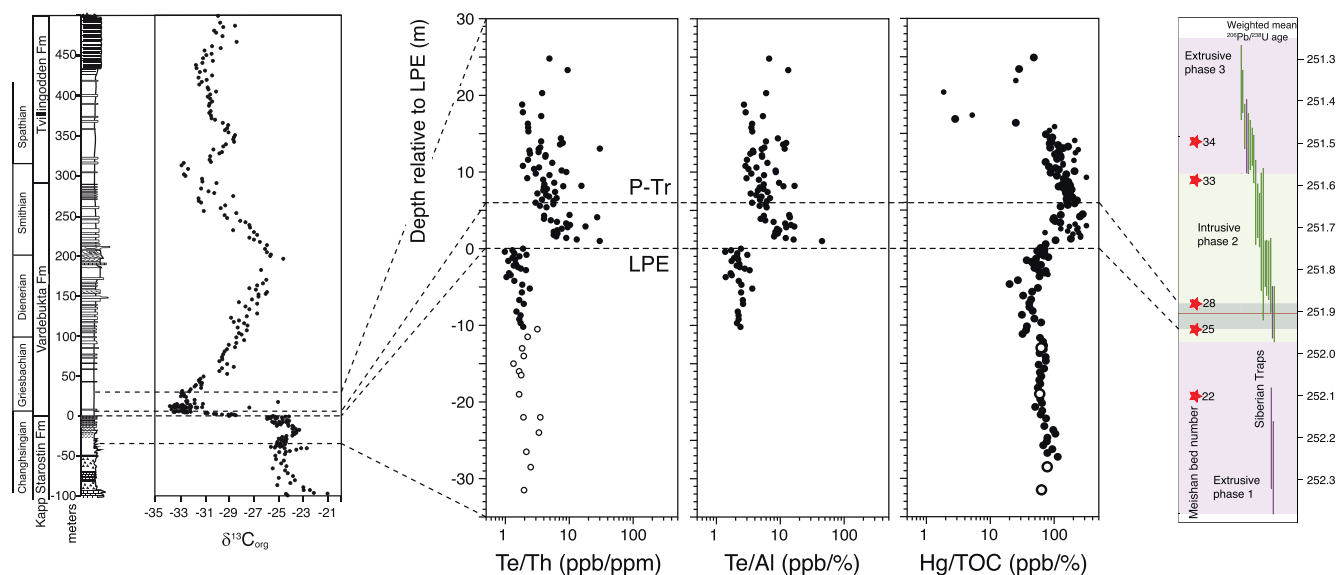 Spathian
Smithian
Dienerian
Griesbachian
Changhsingian
Tvillingodden Fm
Vardebukta Fm
Kapp Starostin Fm
450
400
350
300
250
200
150
100
50
0
-50
-100
meters
-35 -33 -31 -29 -27 -25 -23 -21
δ13Corg
Depth relative to LPE (m)
30
20
10
0
-10
-20
-30
P-Tr
LPE
1 10 100
Te/Th (ppb/ppm)
1 10 100
Te/Al (ppb/%)
1 10 100
Hg/TOC (ppb/%)
Weighted mean
206Pb/238U age
Extrusive
phase 3
34
33
Intrusive
phase 2
28
25
22
Meishan bed number
Siberian Traps
Extrusive
phase 1
251.3
251.4
251.5
251.6
251.7
251.8
251.9
252.0
252.1
252.2
252.3